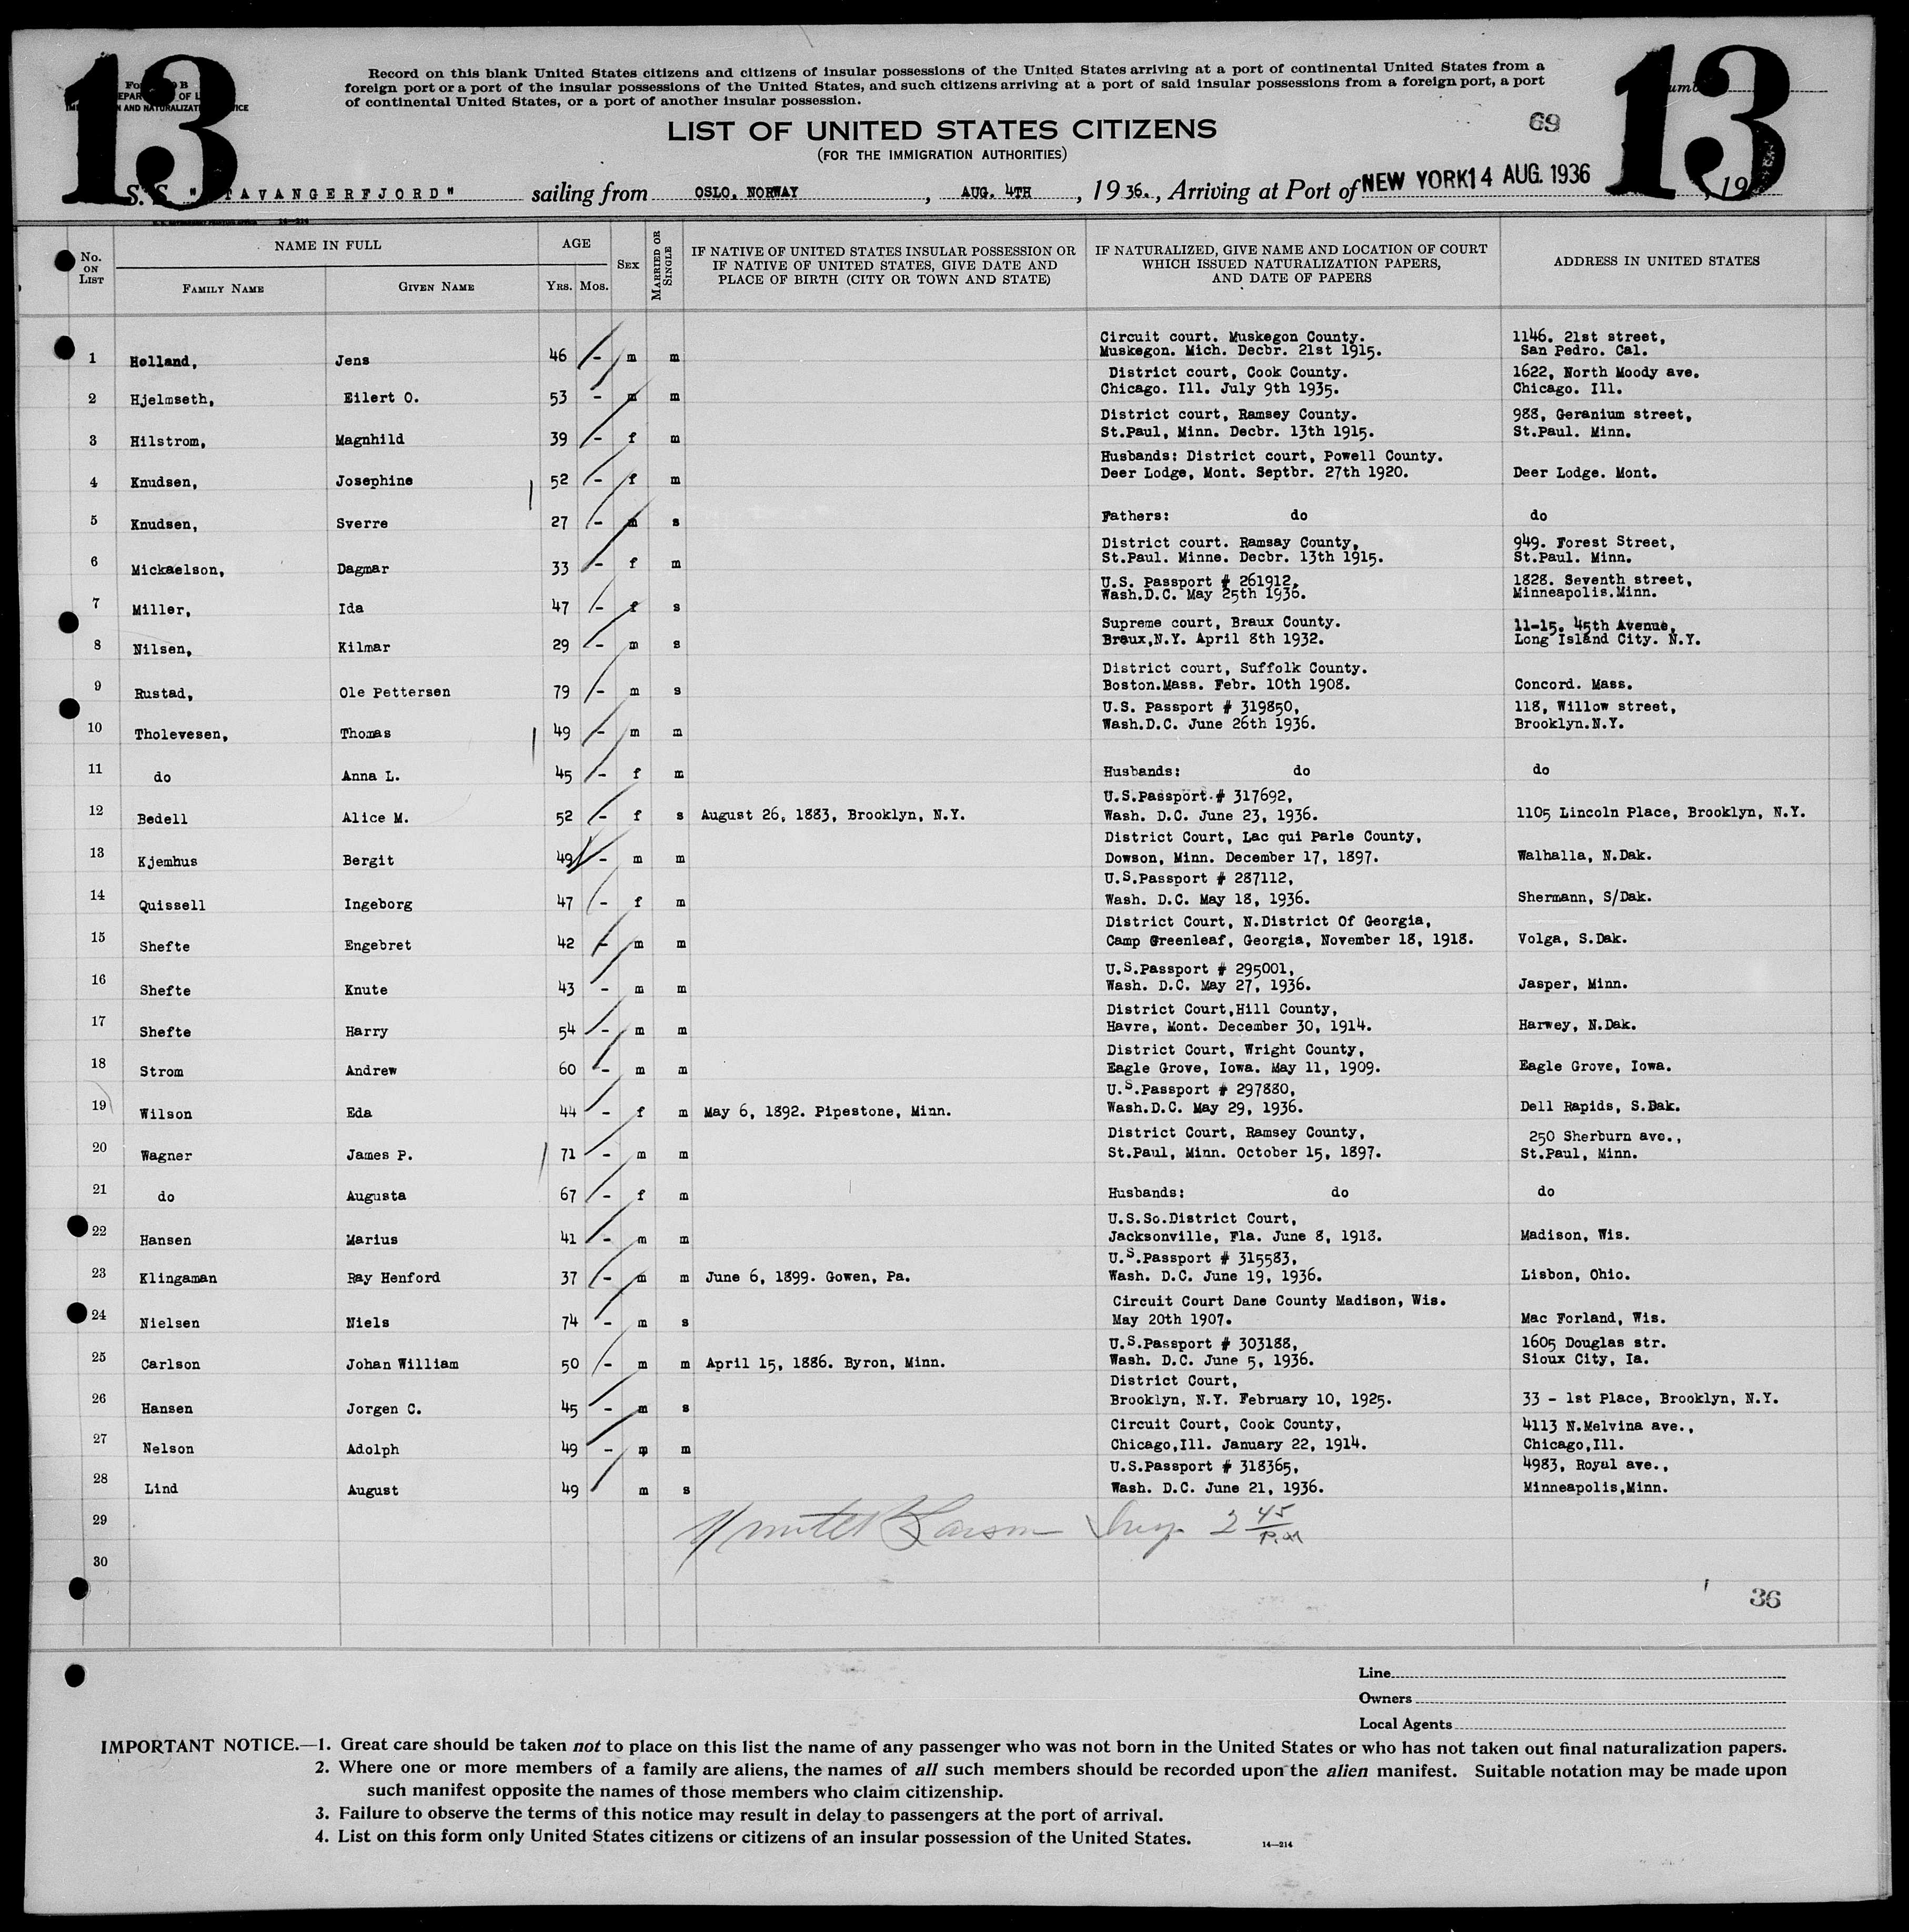 13
13
Record on this blank United States citizens and citizens of insular possessions of the United States arriving at a port of continental United States from a
foreign port or a port of the insular possessions of the United States, and such citizens arriving at a port of said insular possessions from a foreign port, a port
of continental United States, or a port of another insular possession.
LIST OF UNITED STATES CITIZENS
69
(FOR THE IMMIGRATION AUTHORITIES)
S. S. "STAVANGERFJORD" sailing from OSLO. NORWAY, AUG. 4TH, 1936., Arriving at Port of NEW YORK 14 AUG. 1936, 19
No. ON LIST NAME IN FULL AGE SEX MARRIED OR SINGLE IF NATIVE OF UNITED STATES INSULAR POSSESSION OR IF NATIVE OF UNITED STATES, GIVE DATE AND PLACE OF BIRTH (CITY OR TOWN AND STATE) IF NATURALIZED, GIVE NAME AND LOCATION OF COURT WHICH ISSUED NATURALIZATION PAPERS, AND DATE OF PAPERS ADDRESS IN UNITED STATES
FAMILY NAME GIVEN NAME YRS. MOS.
Circuit court. Muskegon County. 1146. 21st street,
1 Holland, Jens 46 - m m Muskegon. Mich. Decbr. 21st 1915. San Pedro. Cal.
District court, Cook County. 1622, North Moody ave.
2 Hjelmseth, Eilert O. 53 - m m Chicago. Ill. July 9th 1935. Chicago. Ill.
District court, Ramsey County. 988, Geranium street,
3 Hilstrom, Magnhild 39 - f m St.Paul, Minn. Decbr. 13th 1915. St.Paul. Minn.
Husbands: District court, Powell County.
4 Knudsen, Josephine 52 - f m Deer Lodge, Mont. Septbr. 27th 1920. Deer Lodge. Mont.
5 Knudsen, Sverre 27 - m s Fathers: do do
District court. Ramsay County, 949. Forest Street,
6 Mickaelson, Dagmar 33 - f m St.Paul. Minne. Decbr. 13th 1915. St.Paul. Minn.
U.S. Passport # 261912, 1828. Seventh street,
7 Miller, Ida 47 - f s Wash.D.C. May 25th 1936. Minneapolis.Minn.
Supreme court, Braux County. 11-15. 45th Avenue,
8 Nilsen, Kilmar 29 - m s Braux,N.Y. April 8th 1932. Long Island City. N.Y.
District court, Suffolk County.
9 Rustad, Ole Pettersen 79 - m s Boston.Mass. Febr. 10th 1908. Concord. Mass.
U.S. Passport # 319850, 118, Willow street,
10 Tholevesen, Thomas 49 - m m Wash.D.C. June 26th 1936. Brooklyn.N.Y.
11 do Anna L. 45 - f m Husbands: do do
U.S.Passport.# 317692,
12 Bedell Alice M. 52 - f s August 26, 1883, Brooklyn, N.Y. Wash. D.C. June 23, 1936. 1105 Lincoln Place, Brooklyn, N.Y.
District Court, Lac qui Parle County,
13 Kjemhus Bergit 49 - m m Dowson, Minn. December 17, 1897. Walhalla, N.Dak.
U.S.Passport # 287112,
14 Quissell Ingeborg 47 - f m Wash. D.C. May 18, 1936. Shermann, S/Dak.
District Court, N.District Of Georgia,
15 Shefte Engebret 42 - m m Camp Greenleaf, Georgia, November 18, 1918. Volga, S.Dak.
U.S.Passport # 295001,
16 Shefte Knute 43 - m m Wash. D.C. May 27, 1936. Jasper, Minn.
District Court,Hill County,
17 Shefte Harry 54 - m m Havre, Mont. December 30, 1914. Harwey, N.Dak.
District Court, Wright County,
18 Strom Andrew 60 - m m Eagle Grove, Iowa. May 11, 1909. Eagle Grove, Iowa.
U.S.Passport # 297880,
19 Wilson Eda 44 - f m May 6, 1892. Pipestone, Minn. Wash.D.C. May 29, 1936. Dell Rapids, S.Dak.
District Court, Ramsey County, 250 Sherburn ave.,
20 Wagner James P. 71 - m m St.Paul, Minn. October 15, 1897. St.Paul, Minn.
21 do Augusta 67 - f m Husbands: do do
U.S.So.District Court,
22 Hansen Marius 41 - m m Jacksonville, Fla. June 8, 1918. Madison, Wis.
U.S.Passport # 315583,
23 Klingaman Ray Henford 37 - m m June 6, 1899. Gowen, Pa. Wash. D.C. June 19, 1936. Lisbon, Ohio.
Circuit Court Dane County Madison, Wis.
24 Nielsen Niels 74 - m s May 20th 1907. Mac Forland, Wis.
U.S.Passport # 303188, 1605 Douglas str.
25 Carlson Johan William 50 - m m April 15, 1886. Byron, Minn. Wash. D.C. June 5, 1936. Sioux City, Ia.
District Court,
26 Hansen Jorgen C. 45 - m s Brooklyn, N.Y. February 10, 1925. 33 - 1st Place, Brooklyn, N.Y.
Circuit Court, Cook County, 4113 N.Melvina ave.,
27 Nelson Adolph 49 - m m Chicago,Ill. January 22, 1914. Chicago,Ill.
U.S.Passport # 318365, 4983, Royal ave.,
28 Lind August 49 m s Wash. D.C. June 21, 1936. Minneapolis,Minn.
29 Larson Insp. 2 45 P.M
30
36
Line
Owners
Local Agents
IMPORTANT NOTICE.—1. Great care should be taken not to place on this list the name of any passenger who was not born in the United States or who has not taken out final naturalization papers.
2. Where one or more members of a family are aliens, the names of all such members should be recorded upon the alien manifest. Suitable notation may be made upon
such manifest opposite the names of those members who claim citizenship.
3. Failure to observe the terms of this notice may result in delay to passengers at the port of arrival.
4. List on this form only United States citizens or citizens of an insular possession of the United States.
14—214